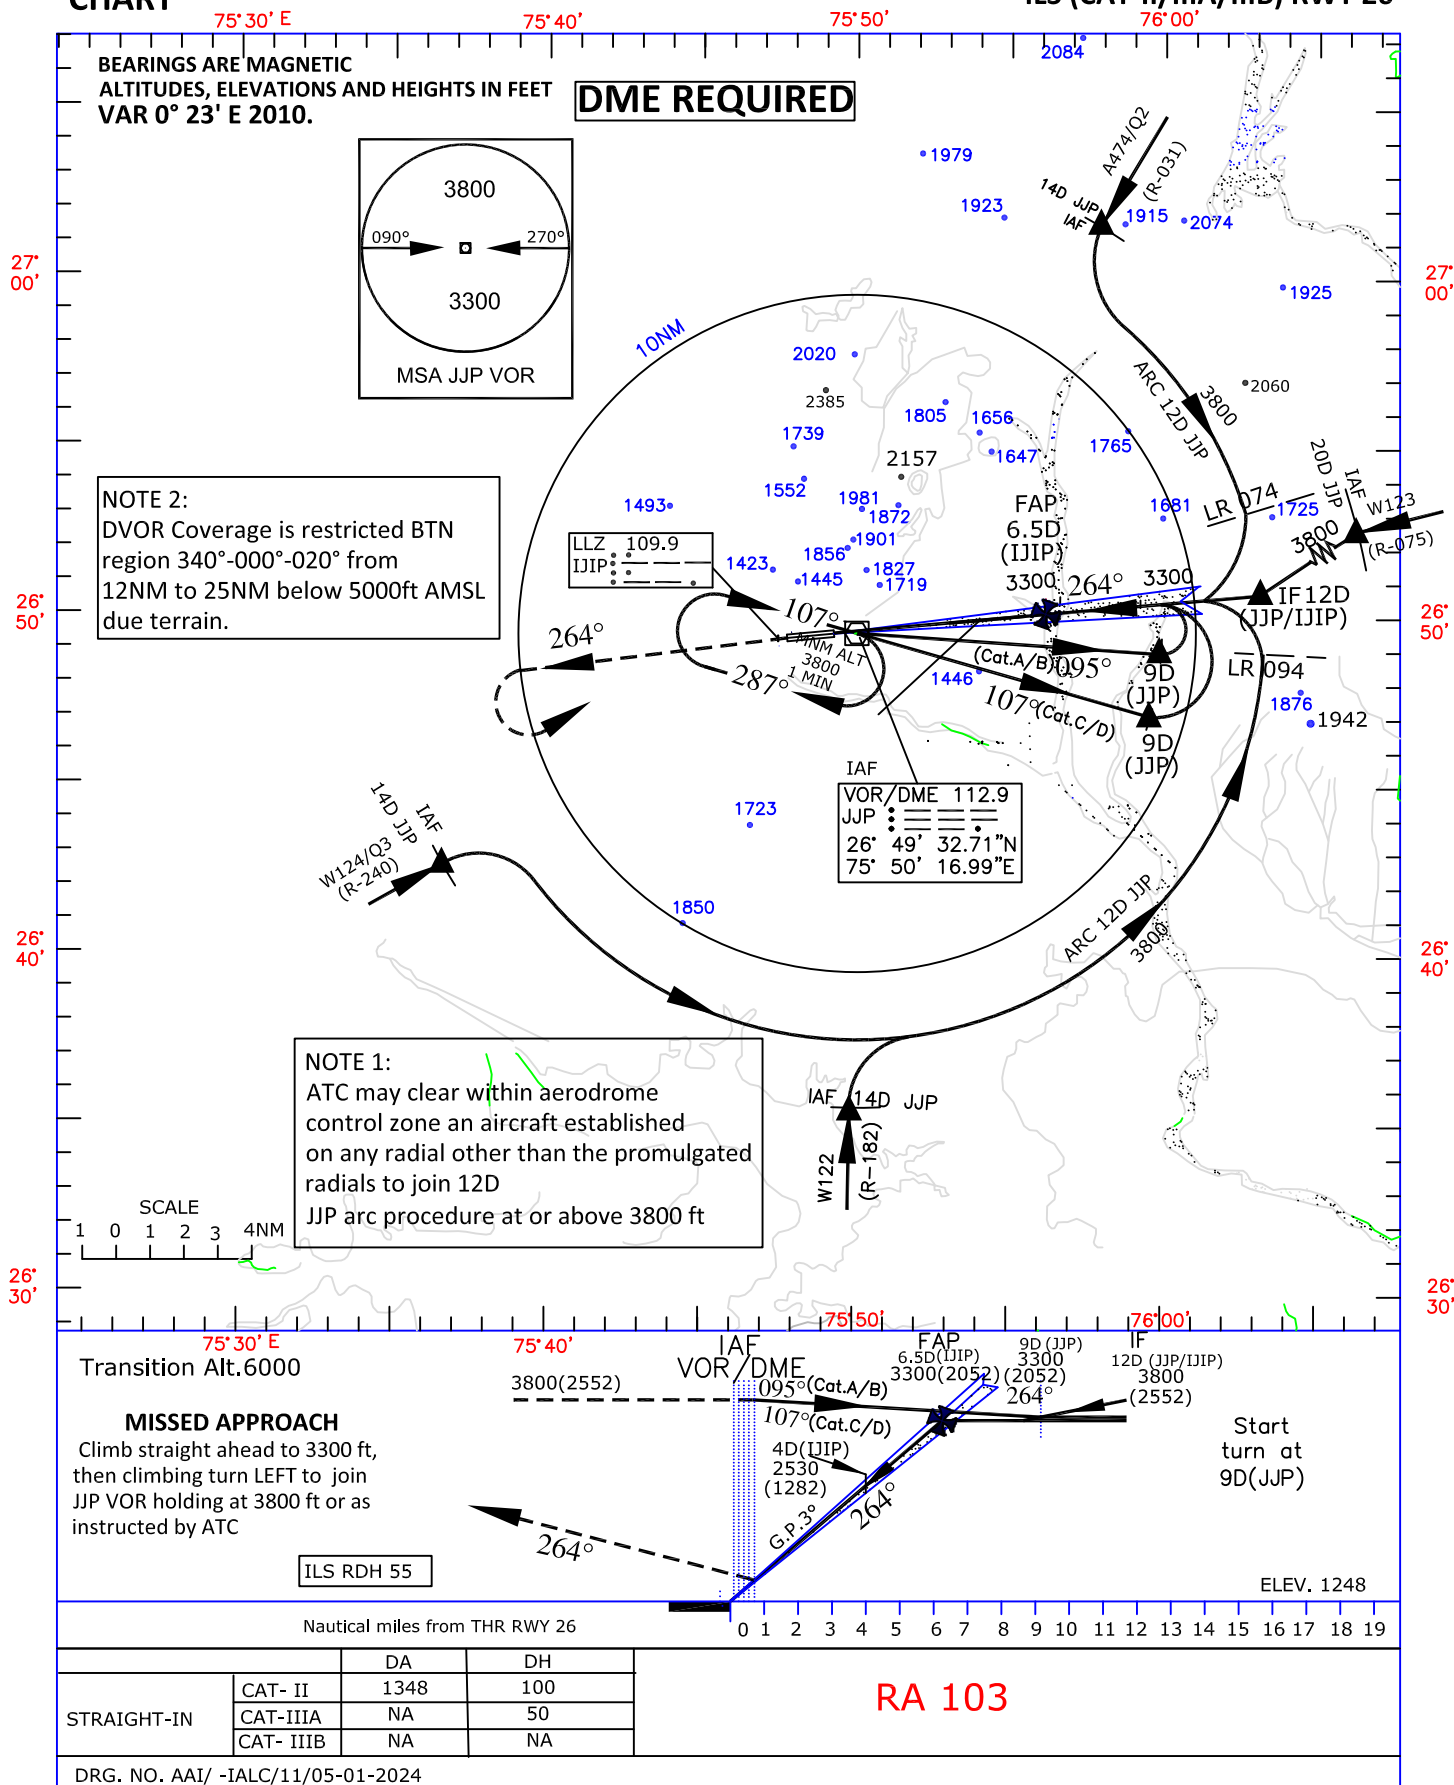 CHART
75°30' E
75°40'
75°50'
76°00'
BEARINGS ARE MAGNETIC
ALTITUDES, ELEVATIONS AND HEIGHTS IN FEET
VAR 0° 23' E 2010.
DME REQUIRED
2084
3800
090°
270°
3300
MSA JJP VOR
1979
1923
A474/Q2
(R-031)
14D JJP
IAF
1915
2074
27°
00'
27°
00'
1925
10NM
2020
2385
1805
1656
1739
1647
2157
1765
ARC 12D JJP
3800
2060
NOTE 2:
DVOR Coverage is restricted BTN
region 340°-000°-020° from
12NM to 25NM below 5000ft AMSL
due terrain.
1493
1552
1981
1872
1901
1856
1423
1445
1827
1719
LLZ 109.9
IJIP
FAP
6.5D
(IJIP)
3300
264°
3300
1681
LR 074
1725
20D JJP
IAF
W123
(R-075)
3800
IF12D
(JJP/IJIP)
26°
50'
26°
50'
264°
107°
MNM ALT
3800
1 MIN
287°
(Cat.A/B)
095°
9D
(JJP)
107°(Cat.C/D)
9D
(JJP)
1446
LR 094
1876
1942
IAF
VOR/DME 112.9
JJP
26° 49' 32.71"N
75° 50' 16.99"E
1723
14D JJP
IAF
W124/Q3
(R-240)
1850
ARC 12D JJP
3800
26°
40'
26°
40'
NOTE 1:
ATC may clear within aerodrome
control zone an aircraft established
on any radial other than the promulgated
radials to join 12D
JJP arc procedure at or above 3800 ft
IAF 14D JJP
W122
(R-182)
SCALE
1 0 1 2 3 4NM
26°
30'
26°
30'
75°30' E
75°40'
75°50'
76°00'
Transition Alt.6000
IAF
VOR/DME
3800(2552)
095°(Cat.A/B)
107°(Cat.C/D)
FAP
6.5D(IJIP)
3300(2052)
9D (JJP)
3300
(2052)
264°
IF
12D (JJP/IJIP)
3800
(2552)
MISSED APPROACH
Climb straight ahead to 3300 ft,
then climbing turn LEFT to join
JJP VOR holding at 3800 ft or as
instructed by ATC
4D(IJIP)
2530
(1282)
G.P.3°
264°
Start
turn at
9D(JJP)
264°
ILS RDH 55
ELEV. 1248
Nautical miles from THR RWY 26
0 1 2 3 4 5 6 7 8 9 10 11 12 13 14 15 16 17 18 19
DA DH
STRAIGHT-IN
CAT- II 1348 100
CAT-IIIA NA 50
CAT- IIIB NA NA
RA 103
DRG. NO. AAI/ -IALC/11/05-01-2024